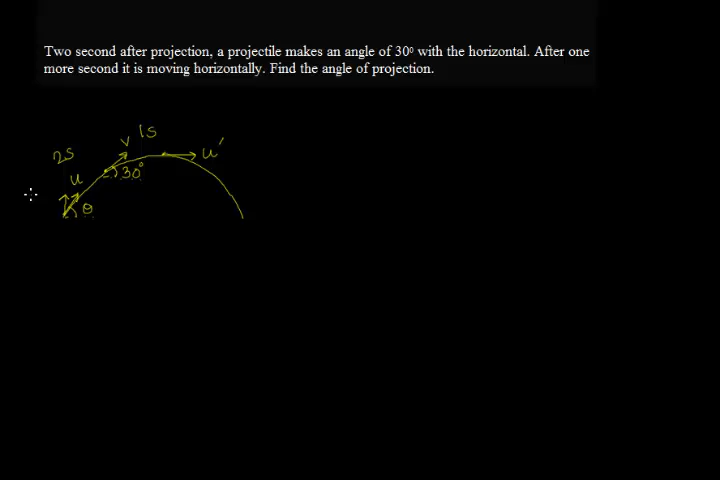 Two second after projection, a projectile makes an angle of 30⁰ with the horizontal. After one
more second it is moving horizontally. Find the angle of projection.
1s
v
2s
u'
30°
u
θ